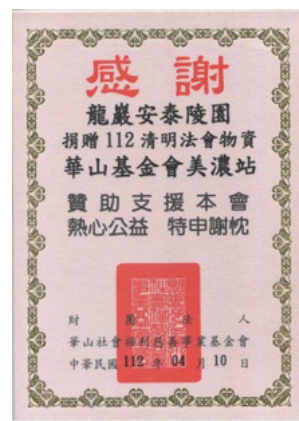 感謝
龍巖安泰陵園
捐贈 112 清明法會物資
華山基金會美濃站
贊助支援本會
熱心公益 特申謝忱
財團法人
華山社會福利慈善事業基金會
中華民國 112 年 04 月 10 日